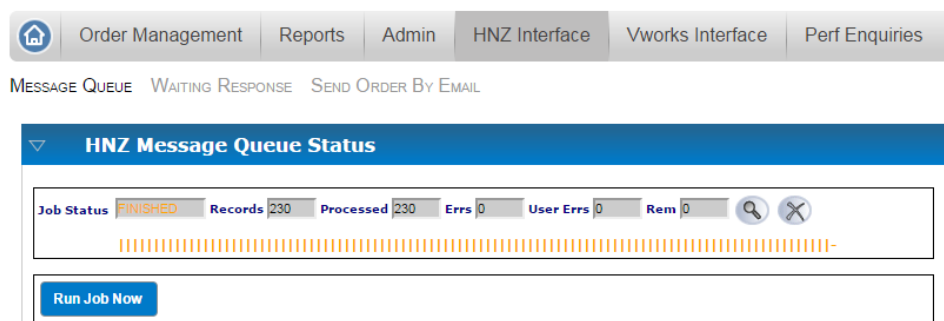 Order Management Reports Admin HNZ Interface Vworks Interface Perf Enquiries
Message Queue Waiting Response Send Order By Email
HNZ Message Queue Status
Job Status FINISHED Records 230 Processed 230 Errs 0 User Errs 0 Rem 0
Run Job Now